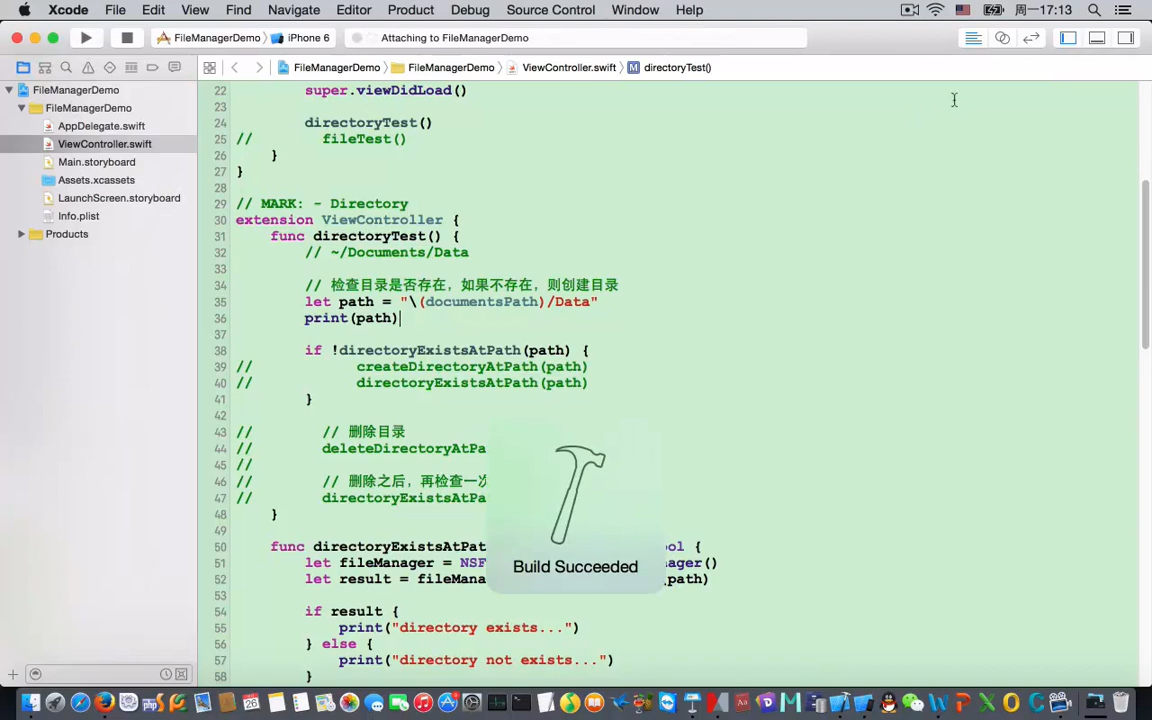 Xcode File Edit View Find Navigate Editor Product Debug Source Control Window Help 周一17:13
FileManagerDemo iPhone 6 Attaching to FileManagerDemo
FileManagerDemo FileManagerDemo ViewController.swift M directoryTest()
FileManagerDemo
FileManagerDemo
AppDelegate.swift
ViewController.swift
Main.storyboard
Assets.xcassets
LaunchScreen.storyboard
Info.plist
Products
22 super.viewDidLoad()
23
24 directoryTest()
25 // fileTest()
26 }
27 }
28
29 // MARK: - Directory
30 extension ViewController {
31 func directoryTest() {
32 // ~/Documents/Data
33
34 // 检查目录是否存在，如果不存在，则创建目录
35 let path = "\(documentsPath)/Data"
36 print(path)
37
38 if !directoryExistsAtPath(path) {
39 // createDirectoryAtPath(path)
40 // directoryExistsAtPath(path)
41 }
42
43 // // 删除目录
44 // deleteDirectoryAtPa
45 //
46 // // 删除之后，再检查一次
47 // directoryExistsAtPa
48 }
49
50 func directoryExistsAtPat ool {
51 let fileManager = NSF nager()
52 let result = fileMana (path)
53
54 if result {
55 print("directory exists...")
56 } else {
57 print("directory not exists...")
58 }
Build Succeeded